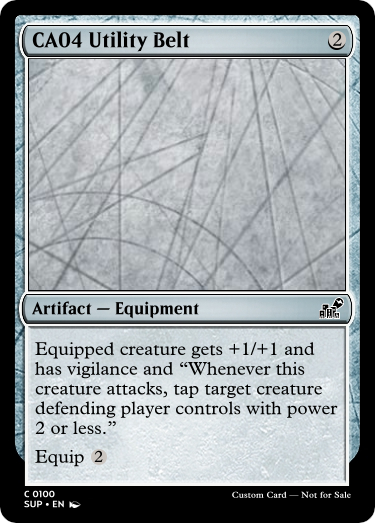 CA04 Utility Belt 2
Artifact — Equipment
Equipped creature gets +1/+1 and
has vigilance and “Whenever this
creature attacks, tap target creature
defending player controls with power
2 or less.”
Equip 2
C 0100
SUP • EN
Custom Card — Not for Sale